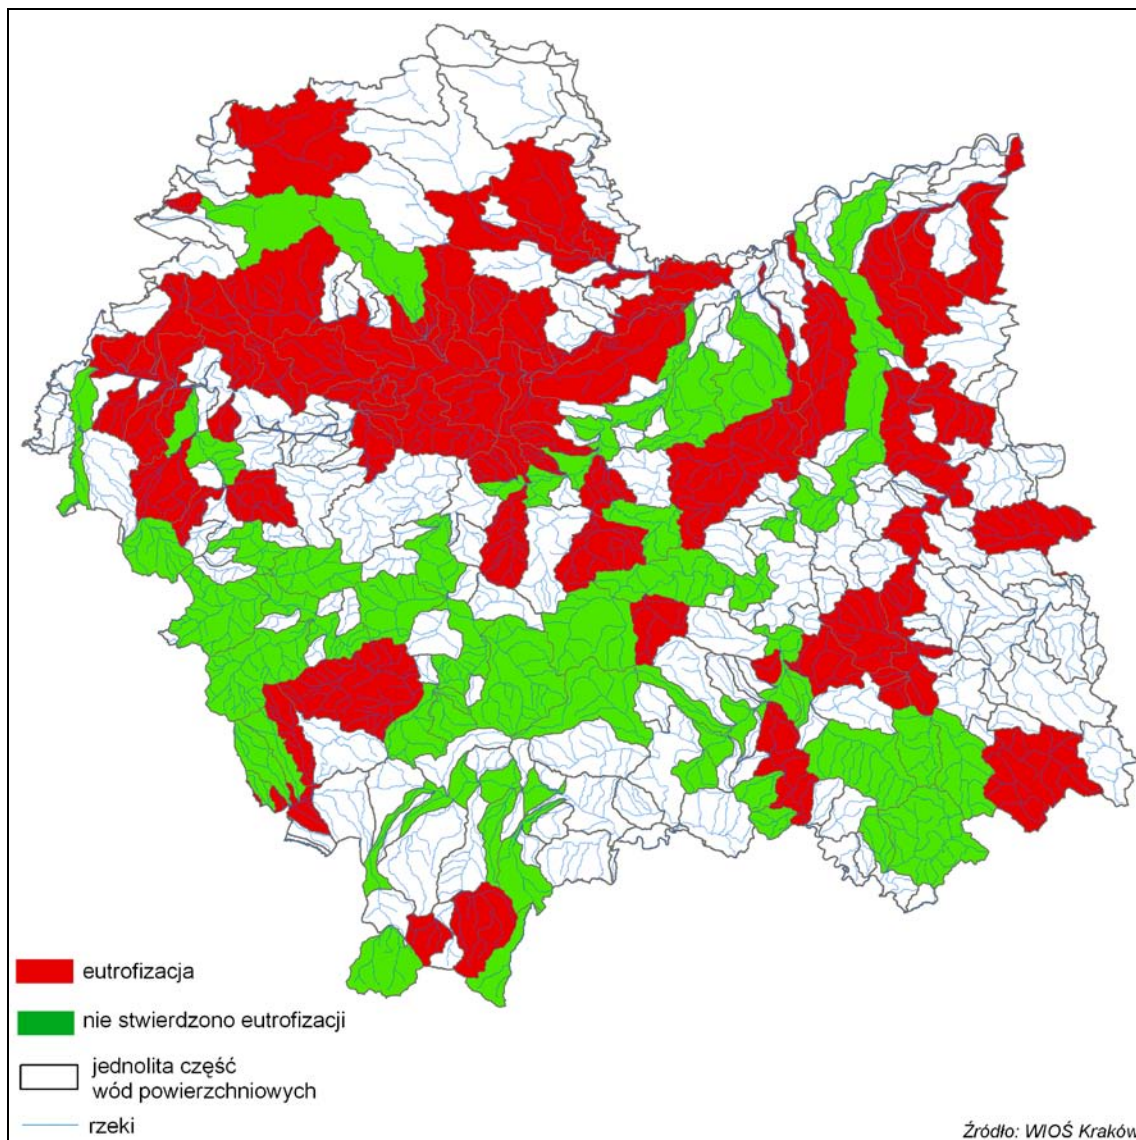 eutrofizacja
nie stwierdzono eutrofizacji
jednolita część
wód powierzchniowych
rzeki
Źródło: WIOŚ Kraków